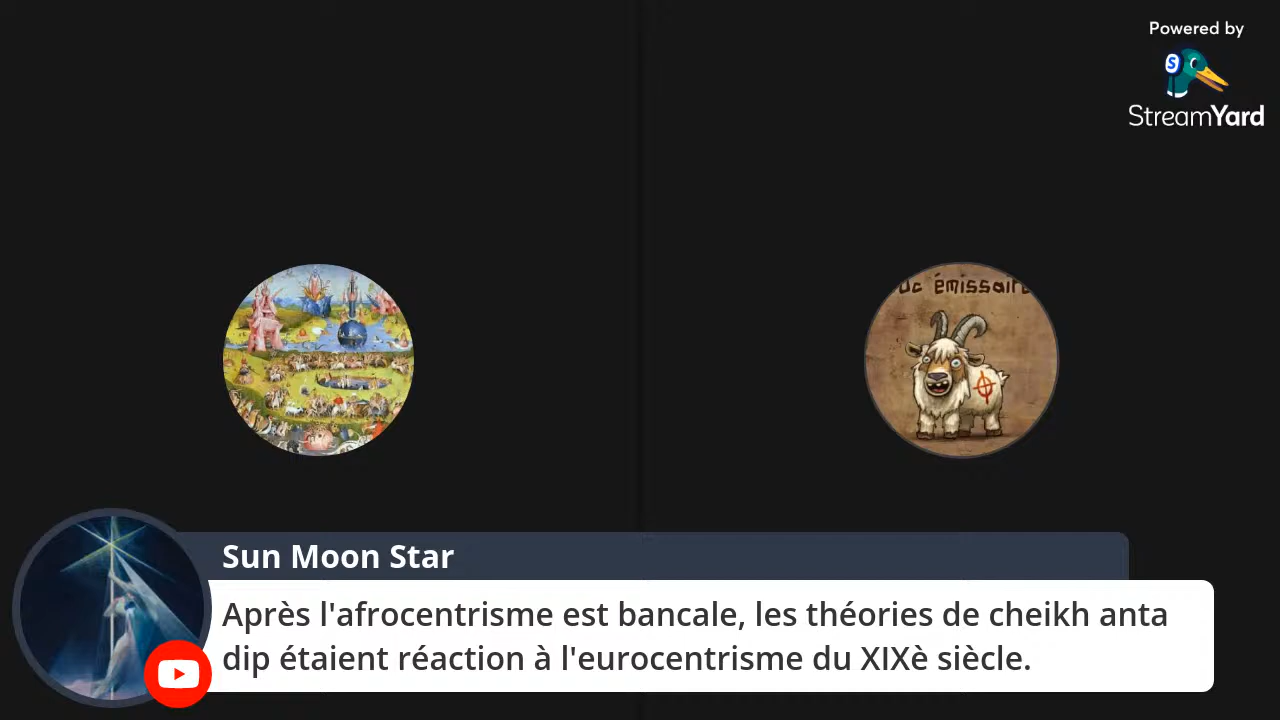 Powered by
StreamYard
émissaire
Sun Moon Star
Après l'afrocentrisme est bancale, les théories de cheikh anta
dip étaient réaction à l'eurocentrisme du XIXè siècle.